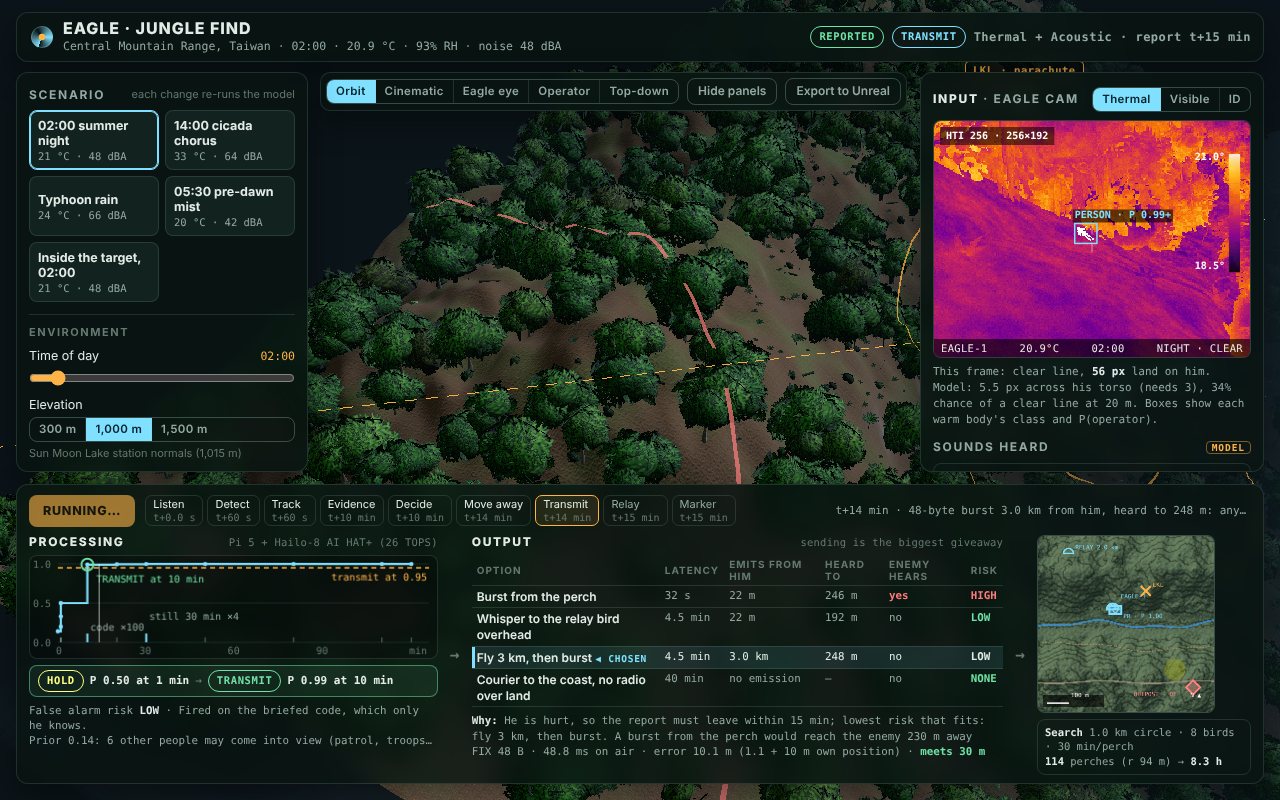 EAGLE · JUNGLE FIND
Central Mountain Range, Taiwan · 02:00 · 20.9 °C · 93% RH · noise 48 dBA
REPORTED
TRANSMIT
Thermal + Acoustic · report t+15 min
LKL · parachute
SCENARIO
each change re-runs the model
02:00 summer
night
21 °C · 48 dBA
14:00 cicada
chorus
33 °C · 64 dBA
Typhoon rain
24 °C · 66 dBA
05:30 pre-dawn
mist
20 °C · 42 dBA
Inside the target,
02:00
21 °C · 48 dBA
ENVIRONMENT
Time of day
02:00
Elevation
300 m
1,000 m
1,500 m
Sun Moon Lake station normals (1,015 m)
Orbit
Cinematic
Eagle eye
Operator
Top-down
Hide panels
Export to Unreal
INPUT · EAGLE CAM
Thermal
Visible
ID
HTI 256 · 256×192
21.0°
PERSON · P 0.99+
18.5°
EAGLE-1
20.9°C
02:00
NIGHT · CLEAR
This frame: clear line, 56 px land on him.
Model: 5.5 px across his torso (needs 3), 34%
chance of a clear line at 20 m. Boxes show each
warm body's class and P(operator).
SOUNDS HEARD
MODEL
RUNNING…
Listen
t+0.0 s
Detect
t+60 s
Track
t+60 s
Evidence
t+10 min
Decide
t+10 min
Move away
t+14 min
Transmit
t+14 min
Relay
t+15 min
Marker
t+15 min
t+14 min · 48-byte burst 3.0 km from him, heard to 248 m: any…
PROCESSING
Pi 5 + Hailo-8 AI HAT+ (26 TOPS)
1.0
TRANSMIT at 10 min
transmit at 0.95
0.5
still 30 min ×4
code ×100
0.0
0
30
60
90
min
HOLD
P 0.50 at 1 min →
TRANSMIT
P 0.99 at 10 min
False alarm risk LOW · Fired on the briefed code, which only
he knows.
Prior 0.14: 6 other people may come into view (patrol, troops…
→
OUTPUT
sending is the biggest giveaway
OPTION
LATENCY
EMITS FROM
HIM
HEARD
TO
ENEMY
HEARS
RISK
Burst from the perch
32 s
22 m
246 m
yes
HIGH
Whisper to the relay bird
overhead
4.5 min
22 m
192 m
no
LOW
Fly 3 km, then burst ◂ CHOSEN
4.5 min
3.0 km
248 m
no
LOW
Courier to the coast, no radio
over land
40 min
no emission
—
no
NONE
Why: He is hurt, so the report must leave within 15 min; lowest risk that fits:
fly 3 km, then burst. A burst from the perch would reach the enemy 230 m away
FIX 48 B · 48.8 ms on air · error 10.1 m (1.1 + 10 m own position) · meets 30 m
→
RELAY 2.0 km
LKL
EAGLE
Search 1.0 km circle · 8 birds
· 30 min/perch
114 perches (r 94 m) → 8.3 h